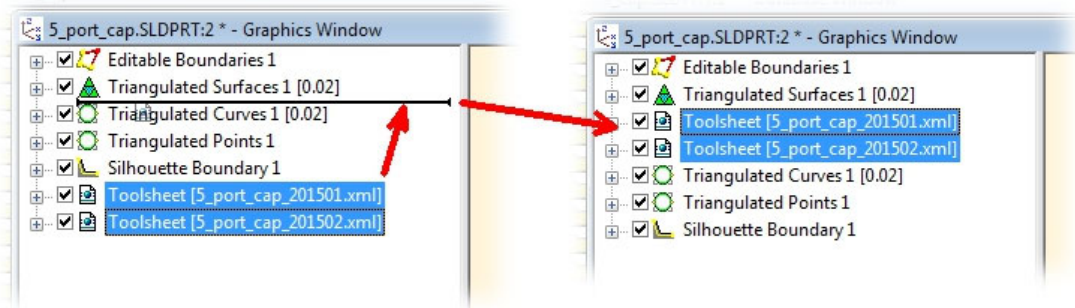 5_port_cap.SLDPRT:2 * - Graphics Window
Editable Boundaries 1
Triangulated Surfaces 1 [0.02]
Triangulated Curves 1 [0.02]
Triangulated Points 1
Silhouette Boundary 1
Toolsheet [5_port_cap_201501.xml]
Toolsheet [5_port_cap_201502.xml]
5_port_cap.SLDPRT:2 * - Graphics Window
Editable Boundaries 1
Triangulated Surfaces 1 [0.02]
Toolsheet [5_port_cap_201501.xml]
Toolsheet [5_port_cap_201502.xml]
Triangulated Curves 1 [0.02]
Triangulated Points 1
Silhouette Boundary 1